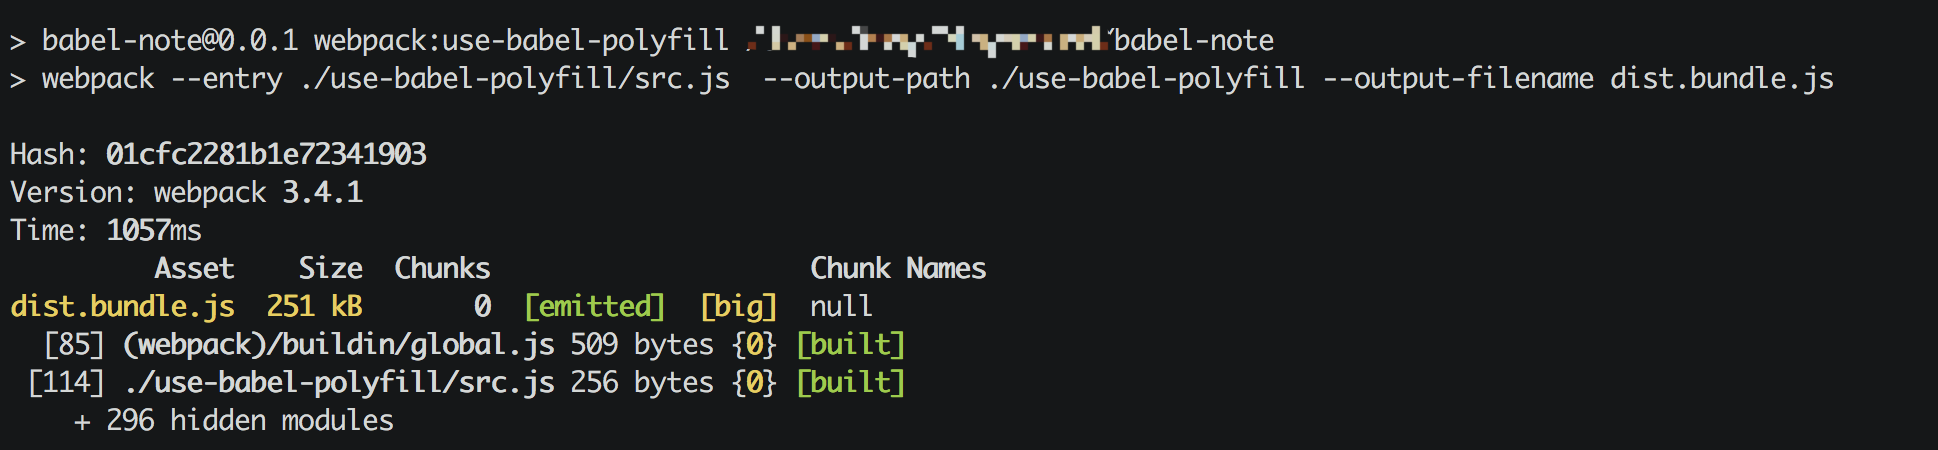 > babel-note@0.0.1 webpack:use-babel-polyfill babel-note
> webpack --entry ./use-babel-polyfill/src.js  --output-path ./use-babel-polyfill --output-filename dist.bundle.js
Hash: 01cfc2281b1e72341903
Version: webpack 3.4.1
Time: 1057ms
Asset Size Chunks Chunk Names
dist.bundle.js 251 kB 0 [emitted] [big] null
[85] (webpack)/buildin/global.js 509 bytes {0} [built]
[114] ./use-babel-polyfill/src.js 256 bytes {0} [built]
+ 296 hidden modules